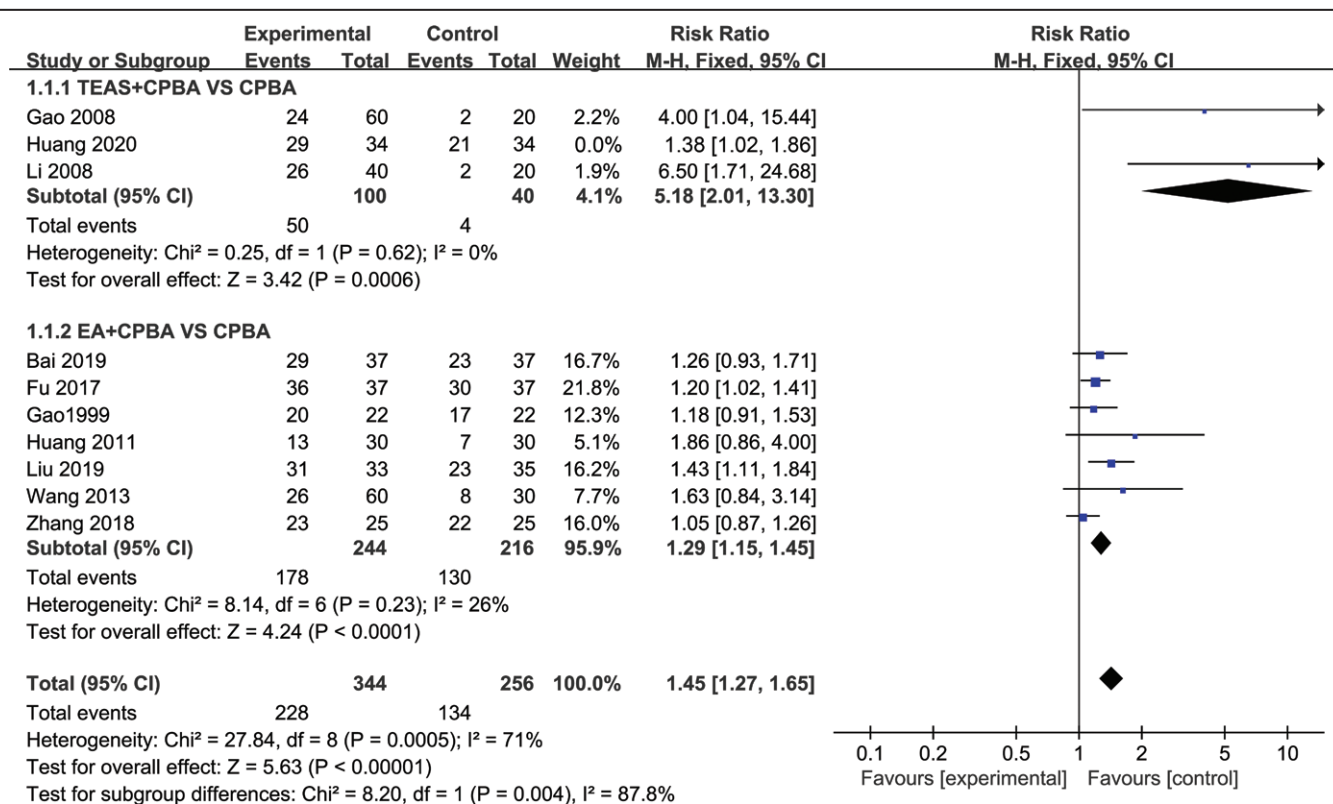 Experimental Control Risk Ratio Risk Ratio
Study or Subgroup Events Total Events Total Weight M-H, Fixed, 95% CI M-H, Fixed, 95% CI
1.1.1 TEAS+CPBA VS CPBA
Gao 2008 24 60 2 20 2.2% 4.00 [1.04, 15.44]
Huang 2020 29 34 21 34 0.0% 1.38 [1.02, 1.86]
Li 2008 26 40 2 20 1.9% 6.50 [1.71, 24.68]
Subtotal (95% CI) 100 40 4.1% 5.18 [2.01, 13.30]
Total events 50 4
Heterogeneity: Chi² = 0.25, df = 1 (P = 0.62); I² = 0%
Test for overall effect: Z = 3.42 (P = 0.0006)
1.1.2 EA+CPBA VS CPBA
Bai 2019 29 37 23 37 16.7% 1.26 [0.93, 1.71]
Fu 2017 36 37 30 37 21.8% 1.20 [1.02, 1.41]
Gao1999 20 22 17 22 12.3% 1.18 [0.91, 1.53]
Huang 2011 13 30 7 30 5.1% 1.86 [0.86, 4.00]
Liu 2019 31 33 23 35 16.2% 1.43 [1.11, 1.84]
Wang 2013 26 60 8 30 7.7% 1.63 [0.84, 3.14]
Zhang 2018 23 25 22 25 16.0% 1.05 [0.87, 1.26]
Subtotal (95% CI) 244 216 95.9% 1.29 [1.15, 1.45]
Total events 178 130
Heterogeneity: Chi² = 8.14, df = 6 (P = 0.23); I² = 26%
Test for overall effect: Z = 4.24 (P < 0.0001)
Total (95% CI) 344 256 100.0% 1.45 [1.27, 1.65]
Total events 228 134
Heterogeneity: Chi² = 27.84, df = 8 (P = 0.0005); I² = 71%
Test for overall effect: Z = 5.63 (P < 0.00001)
Test for subgroup differences: Chi² = 8.20, df = 1 (P = 0.004), I² = 87.8%
0.1 0.2 0.5 1 2 5 10
Favours [experimental] Favours [control]